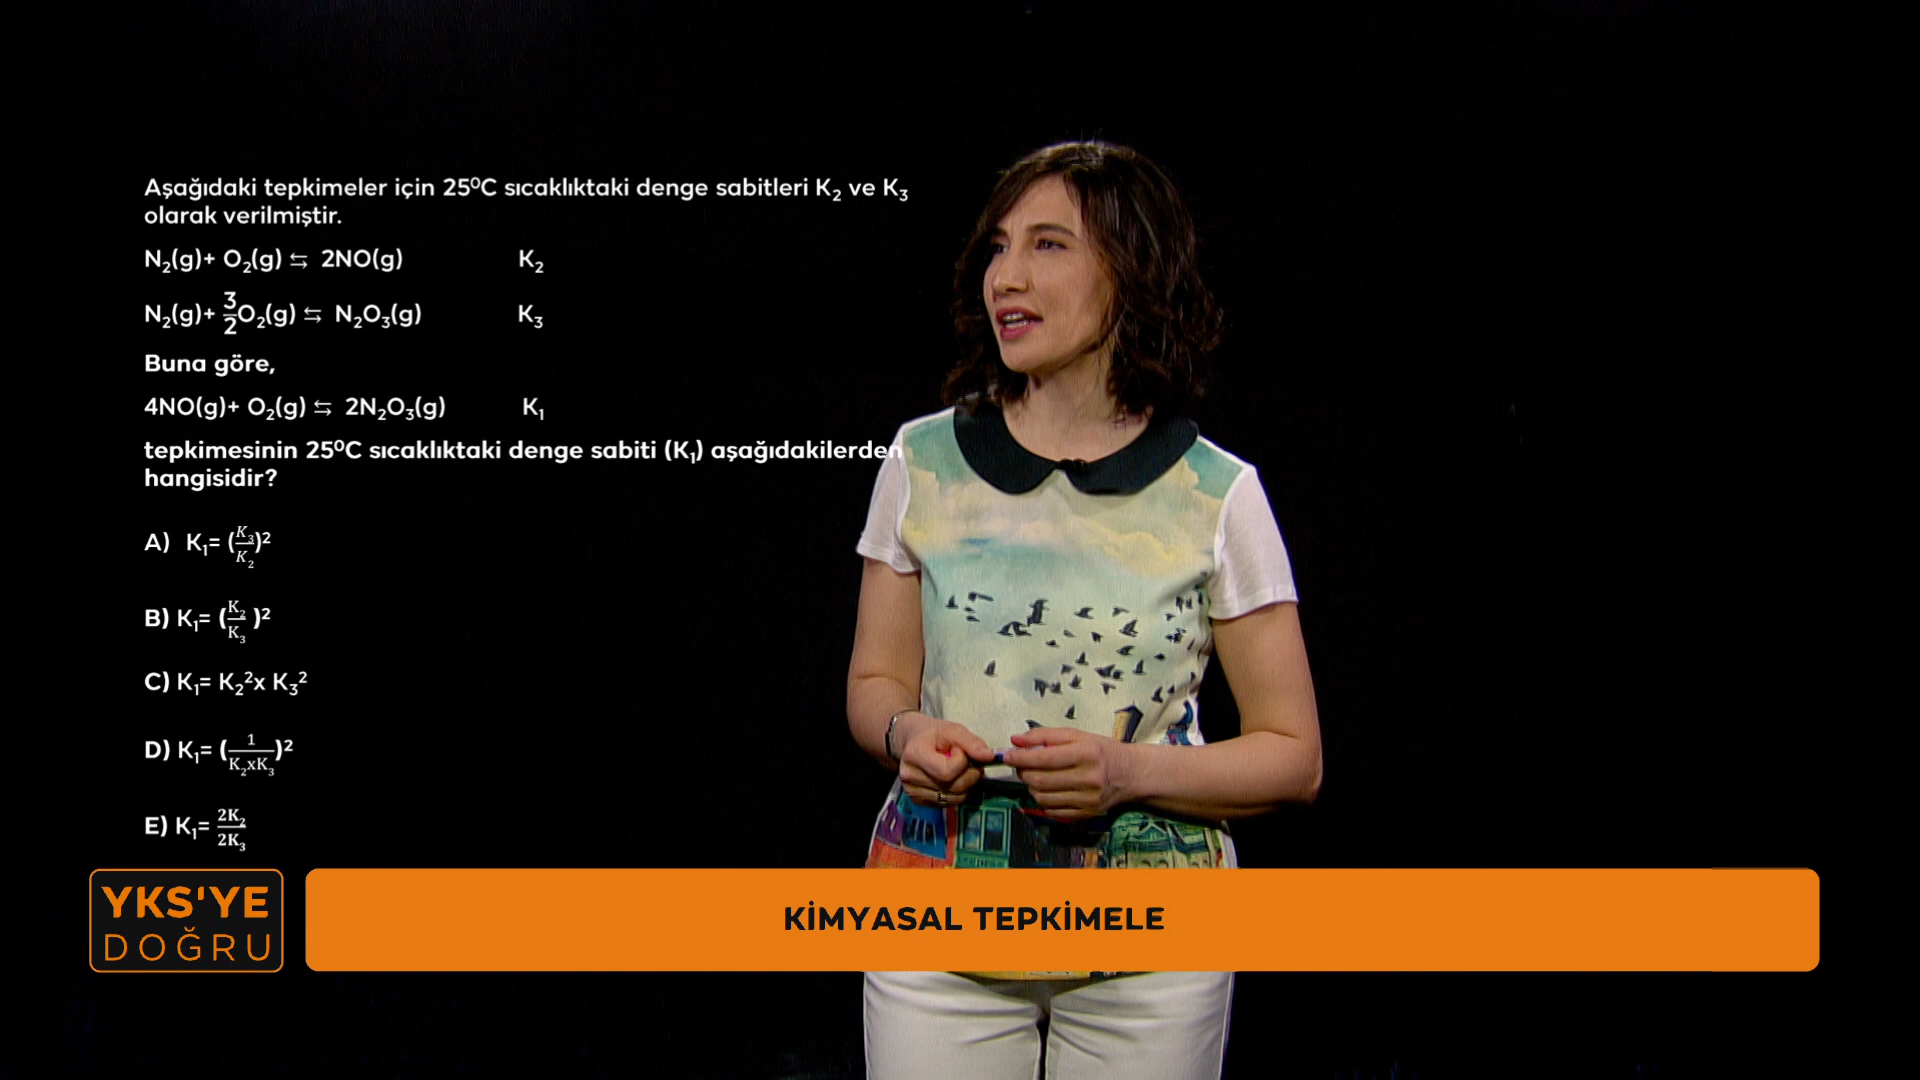 Aşağıdaki tepkimeler için 25⁰C sıcaklıktaki denge sabitleri K₂ ve K₃
olarak verilmiştir.
N₂(g)+ O₂(g) ⇆ 2NO(g) K₂
N₂(g)+ 3/2O₂(g) ⇆ N₂O₃(g) K₃
Buna göre,
4NO(g)+ O₂(g) ⇆ 2N₂O₃(g) K₁
tepkimesinin 25⁰C sıcaklıktaki denge sabiti (K₁) aşağıdakilerden
hangisidir?
A) K₁= (K₃/K₂)²
B) K₁= (K₂/K₃)²
C) K₁= K₂²x K₃²
D) K₁= (1/K₂xK₃)²
E) K₁= 2K₂/2K₃
YKS'YE
DOĞRU
KİMYASAL TEPKİMELE